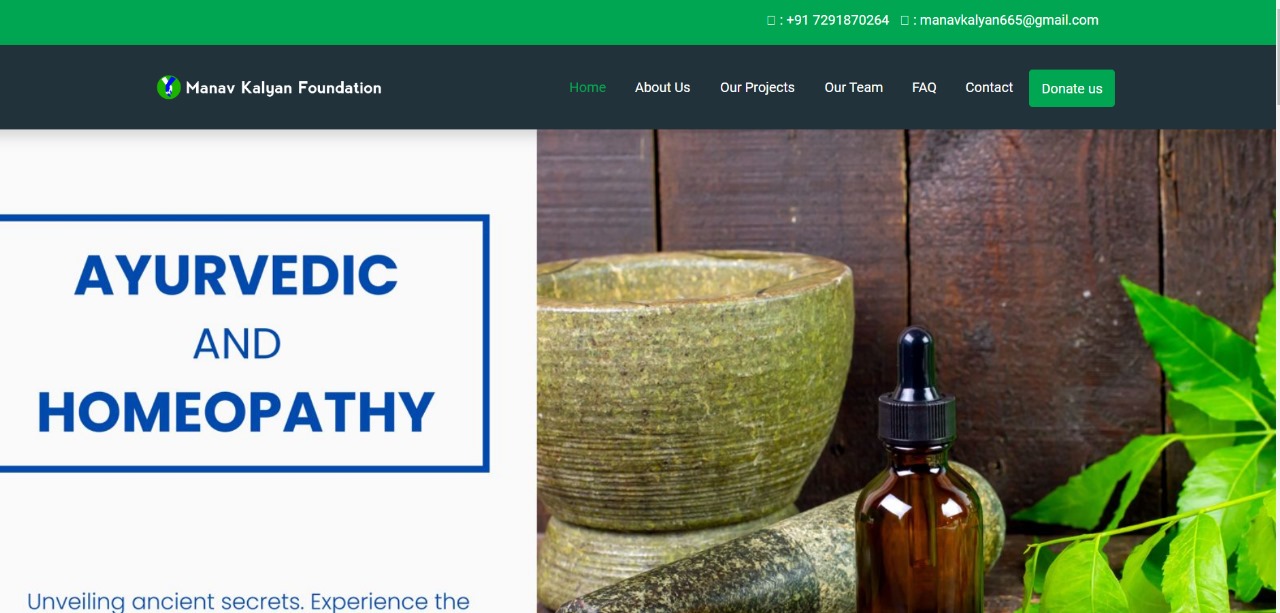 : +91 7291870264 : manavkalyan665@gmail.com
Manav Kalyan Foundation
Home About Us Our Projects Our Team FAQ Contact Donate us
AYURVEDIC
AND
HOMEOPATHY
Unveiling ancient secrets. Experience the